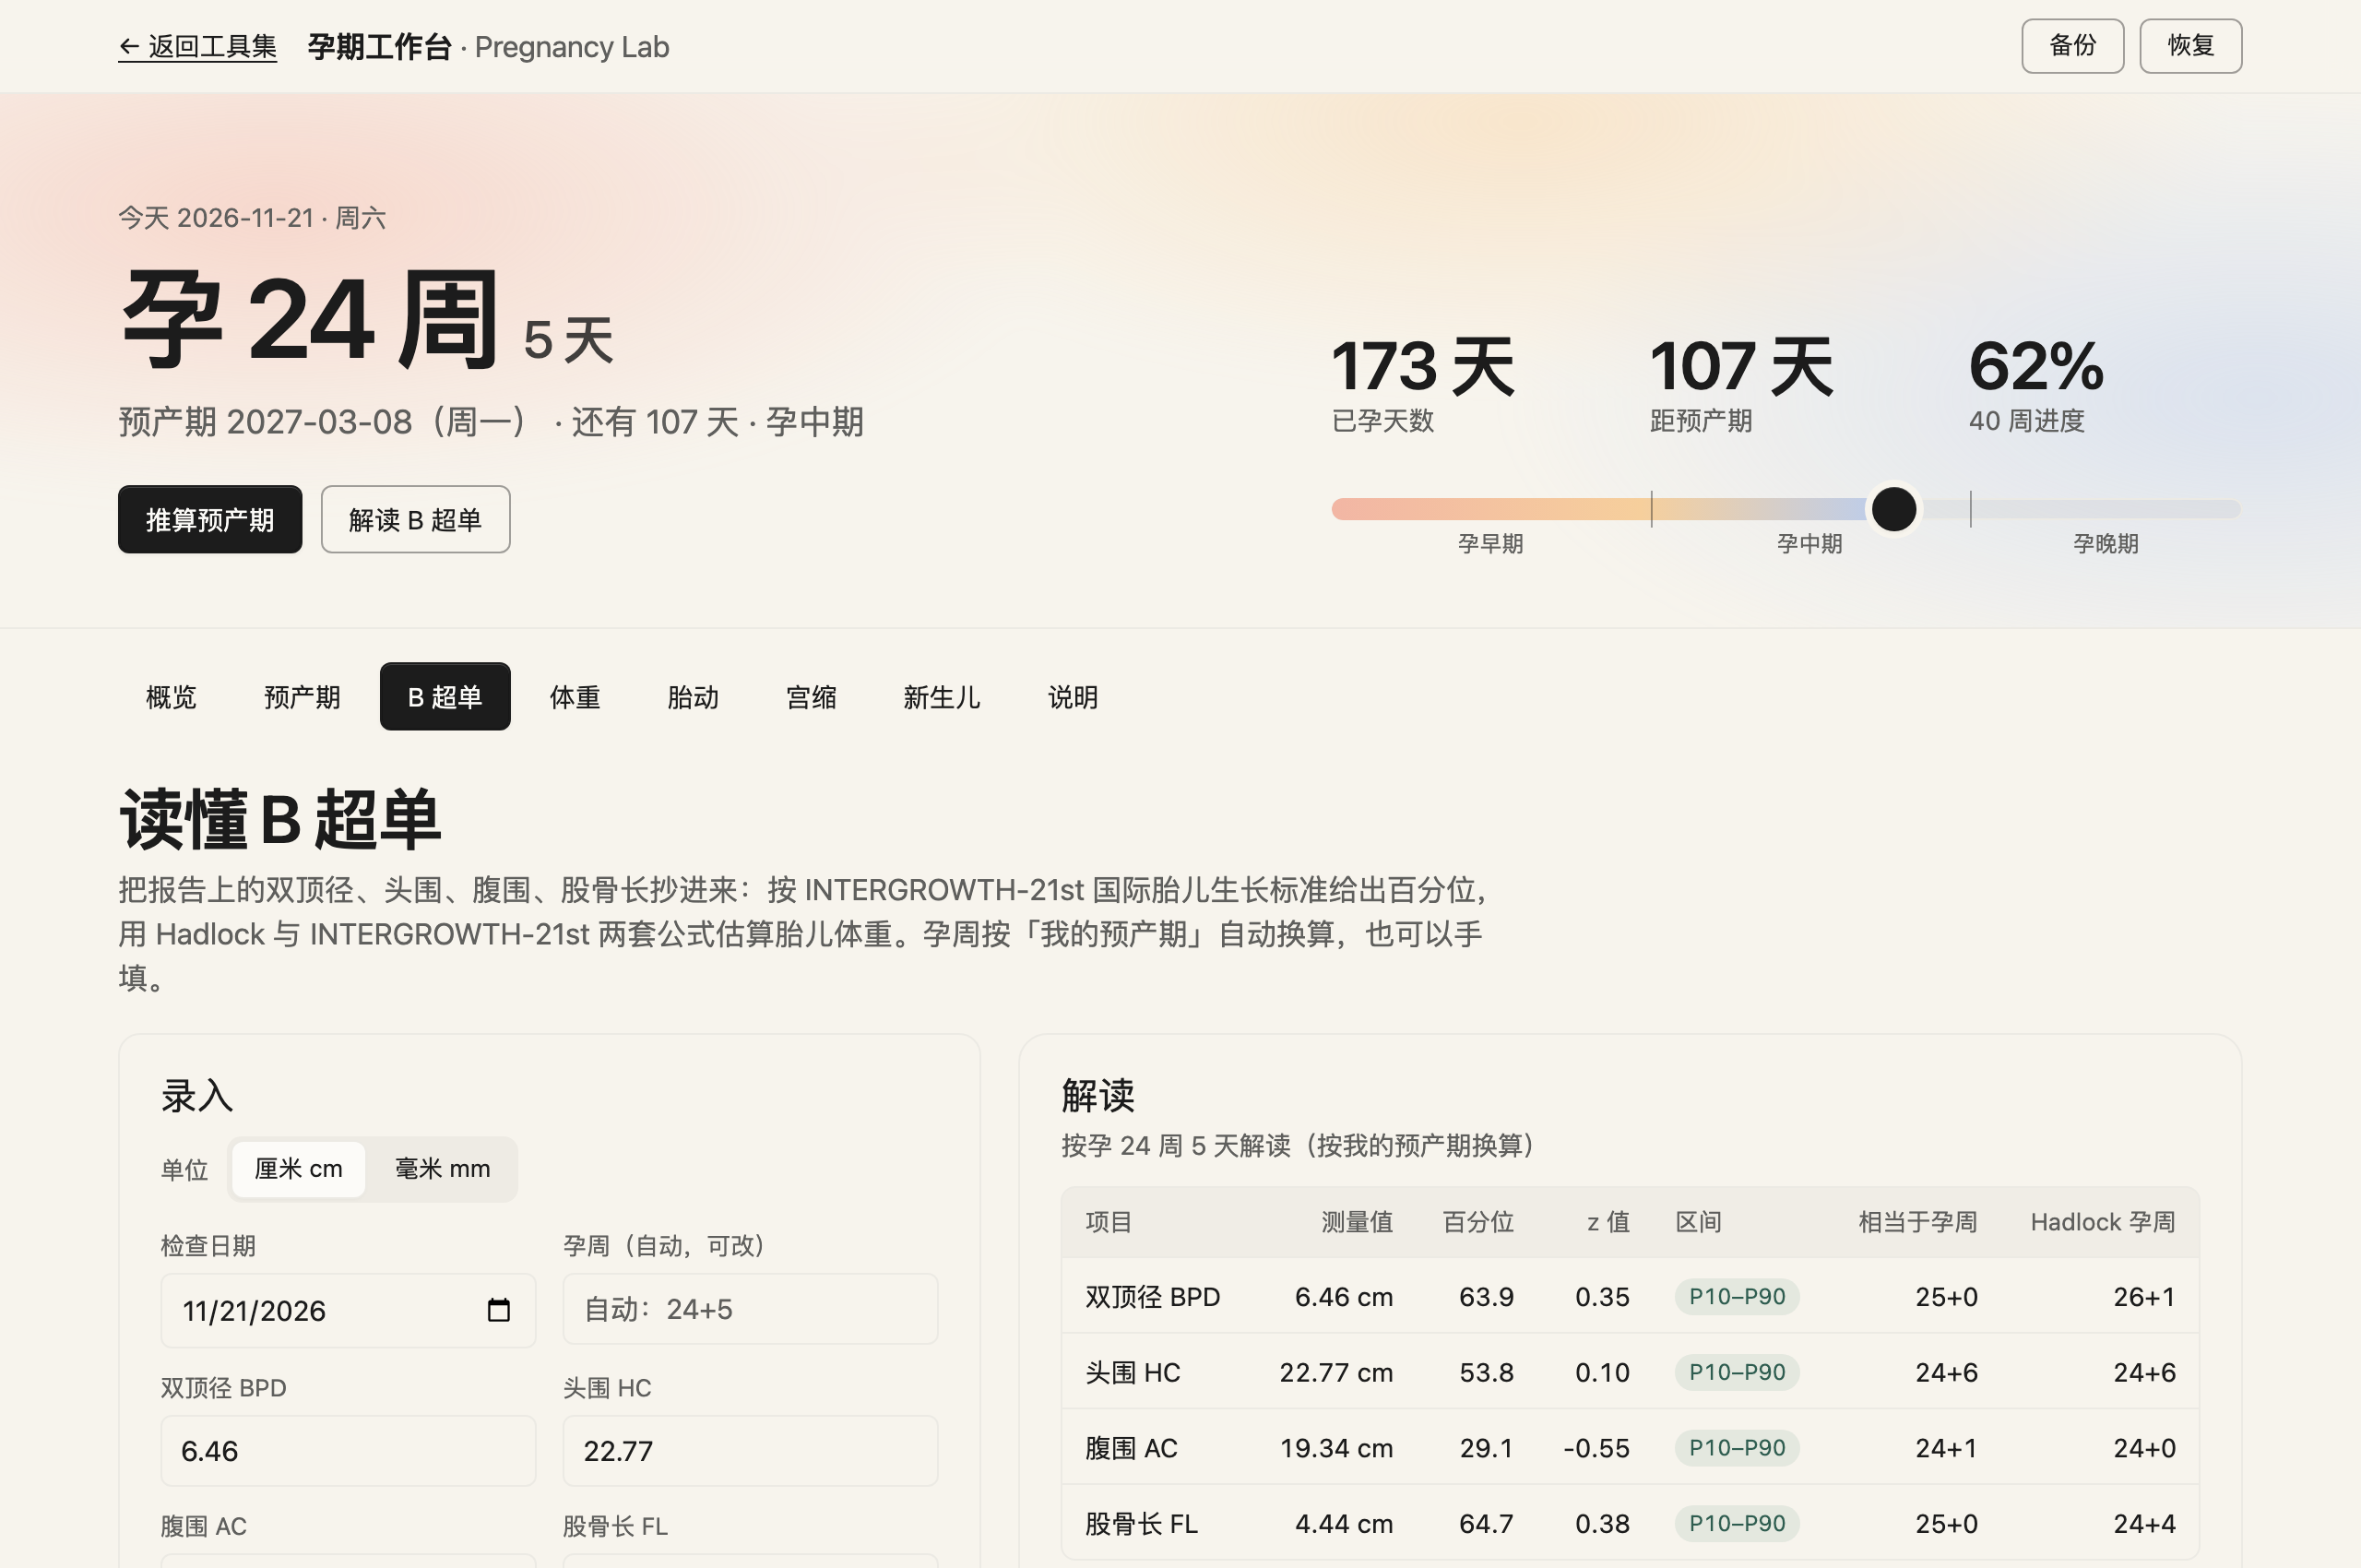 ← 返回工具集 孕期工作台 · Pregnancy Lab 备份 恢复
今天 2026-11-21 · 周六
孕 24 周 5 天
预产期 2027-03-08（周一） · 还有 107 天 · 孕中期
推算预产期 解读 B 超单
173 天 107 天 62%
已孕天数 距预产期 40 周进度
孕早期 孕中期 孕晚期
概览 预产期 B 超单 体重 胎动 宫缩 新生儿 说明
读懂 B 超单
把报告上的双顶径、头围、腹围、股骨长抄进来：按 INTERGROWTH-21st 国际胎儿生长标准给出百分位，
用 Hadlock 与 INTERGROWTH-21st 两套公式估算胎儿体重。孕周按「我的预产期」自动换算，也可以手
填。
录入
单位 厘米 cm 毫米 mm
检查日期 孕周（自动，可改）
11/21/2026 自动：24+5
双顶径 BPD 头围 HC
6.46 22.77
腹围 AC 股骨长 FL
解读
按孕 24 周 5 天解读（按我的预产期换算）
项目 测量值 百分位 z 值 区间 相当于孕周 Hadlock 孕周
双顶径 BPD 6.46 cm 63.9 0.35 P10–P90 25+0 26+1
头围 HC 22.77 cm 53.8 0.10 P10–P90 24+6 24+6
腹围 AC 19.34 cm 29.1 -0.55 P10–P90 24+1 24+0
股骨长 FL 4.44 cm 64.7 0.38 P10–P90 25+0 24+4